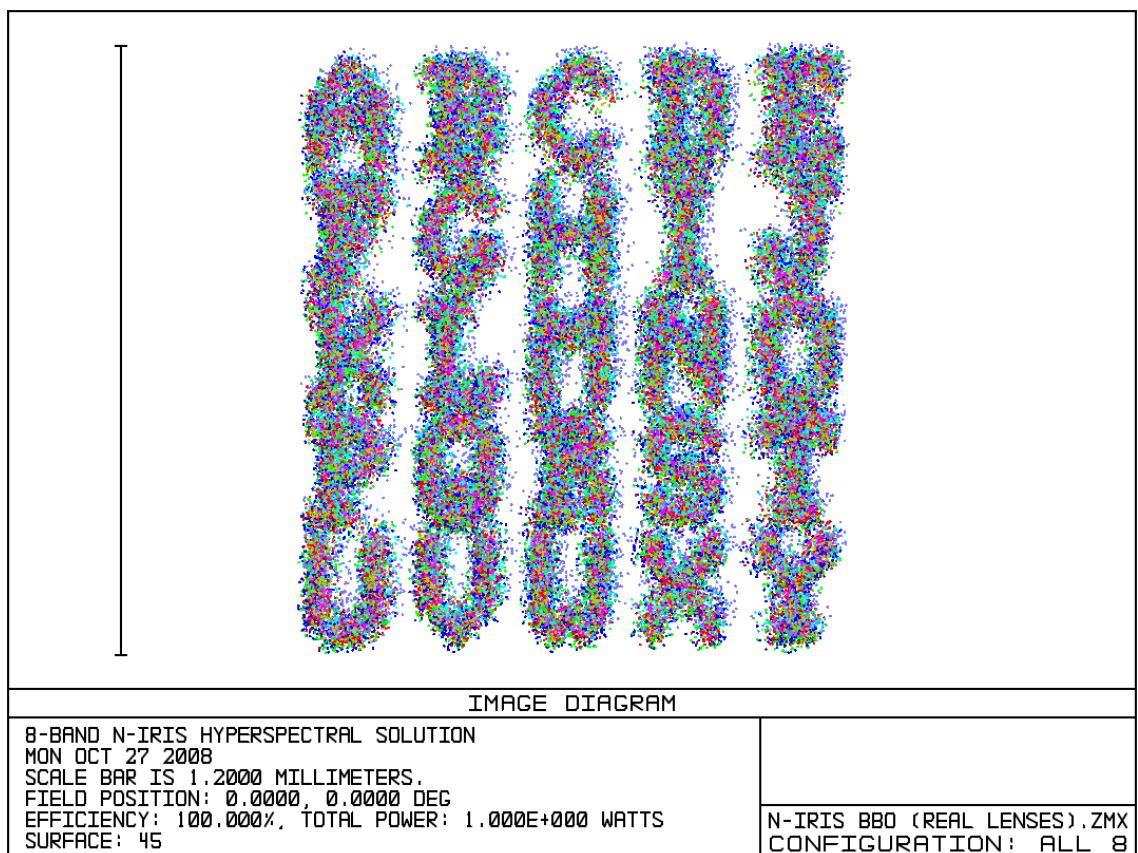 A B C D E
F G H I J
K L M N O
P Q R S T
U V W X Y
IMAGE DIAGRAM
8-BAND N-IRIS HYPERSPECTRAL SOLUTION
MON OCT 27 2008
SCALE BAR IS 1.2000 MILLIMETERS.
FIELD POSITION: 0.0000, 0.0000 DEG
EFFICIENCY: 100.000%, TOTAL POWER: 1.000E+000 WATTS
SURFACE: 45
N-IRIS BBO (REAL LENSES).ZMX
CONFIGURATION: ALL 8